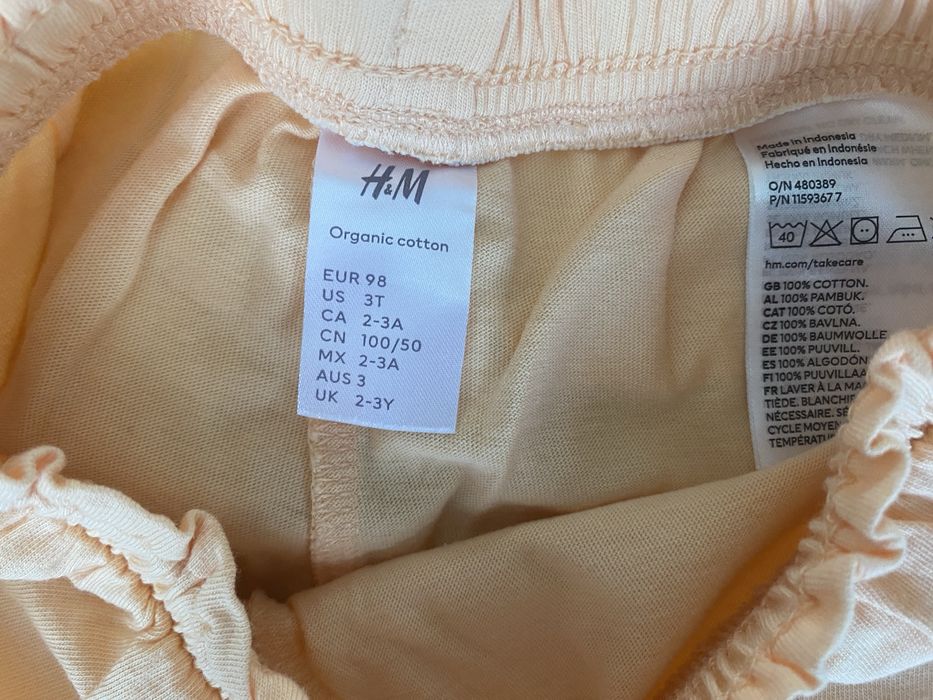 H&M
Organic cotton
EUR 98
US 3T
CA 2-3A
CN 100/50
MX 2-3A
AUS 3
UK 2-3Y
Made in Indonesia
Fabriqué en Indonésie
Hecho en Indonesia
O/N 480389
P/N 1159367 7
40
hm.com/takecare
GB 100% COTTON.
AL 100% PAMBUK.
CAT 100% COTÓ.
CZ 100% BAVLNA.
DE 100% BAUMWOLLE
EE 100% PUUVILL.
ES 100% ALGODÓN
FI 100% PUUVILLAA
FR LAVER À LA MA
TIÈDE. BLANCHI
NÉCESSAIRE. SÉ
CYCLE MOYEN
TEMPÉRATU